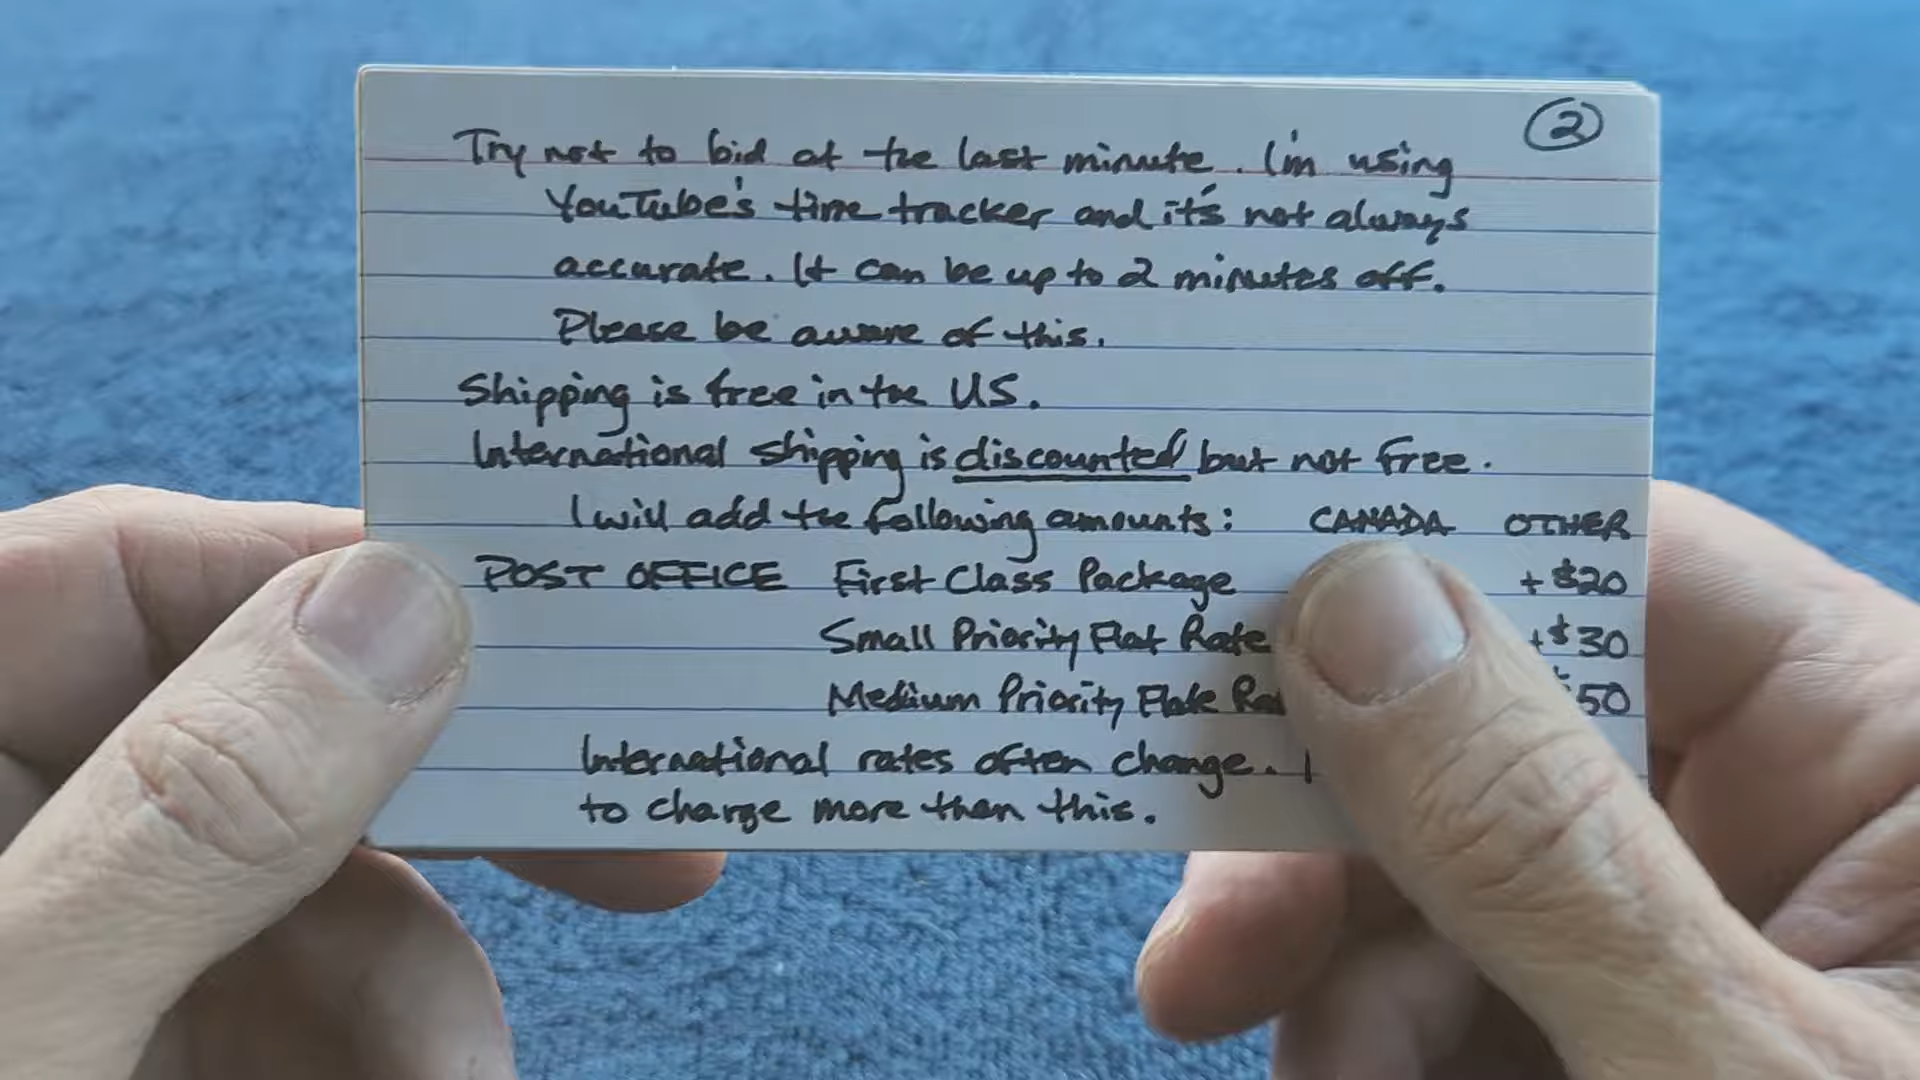 ②
Try not to bid at the last minute. I'm using
YouTube's time tracker and it's not always
accurate. It can be up to 2 minutes off.
Please be aware of this.
Shipping is free in the US.
International shipping is discounted but not free.
I will add the following amounts: CANADA OTHER
POST OFFICE First Class Package +$20
Small Priority Flat Rate +$30
Medium Priority Flate 50
International rates often change. I
to charge more than this.